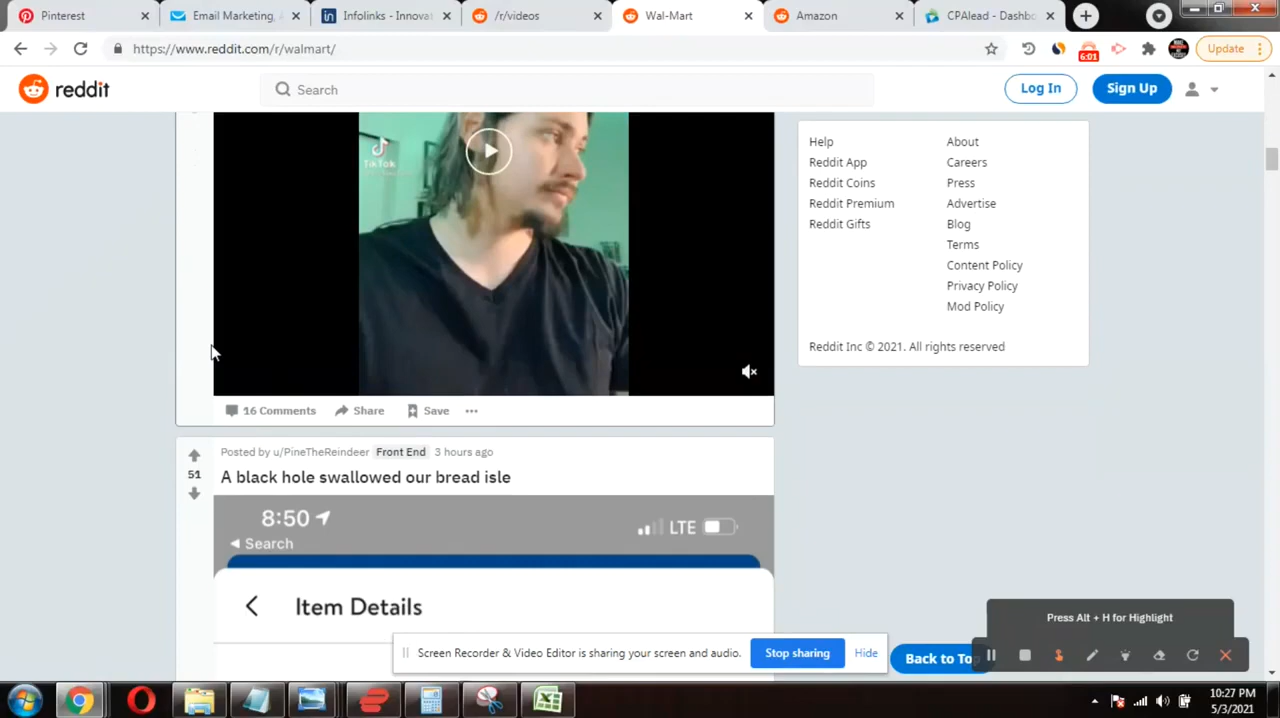 Pinterest
Email Marketing,
Infolinks - Innovat
/r/videos
Wal-Mart
Amazon
CPAlead - Dashbo
https://www.reddit.com/r/walmart/
6:01
Update
reddit
Search
Log In
Sign Up
TikTok
Help
About
Reddit App
Careers
Reddit Coins
Press
Reddit Premium
Advertise
Reddit Gifts
Blog
Terms
Content Policy
Privacy Policy
Mod Policy
Reddit Inc © 2021. All rights reserved
16 Comments
Share
Save
Posted by u/PineTheReindeer Front End 3 hours ago
51
A black hole swallowed our bread isle
8:50
LTE
Search
Item Details
Press Alt + H for Highlight
Screen Recorder & Video Editor is sharing your screen and audio.
Stop sharing
Hide
Back to Top
10:27 PM
5/3/2021